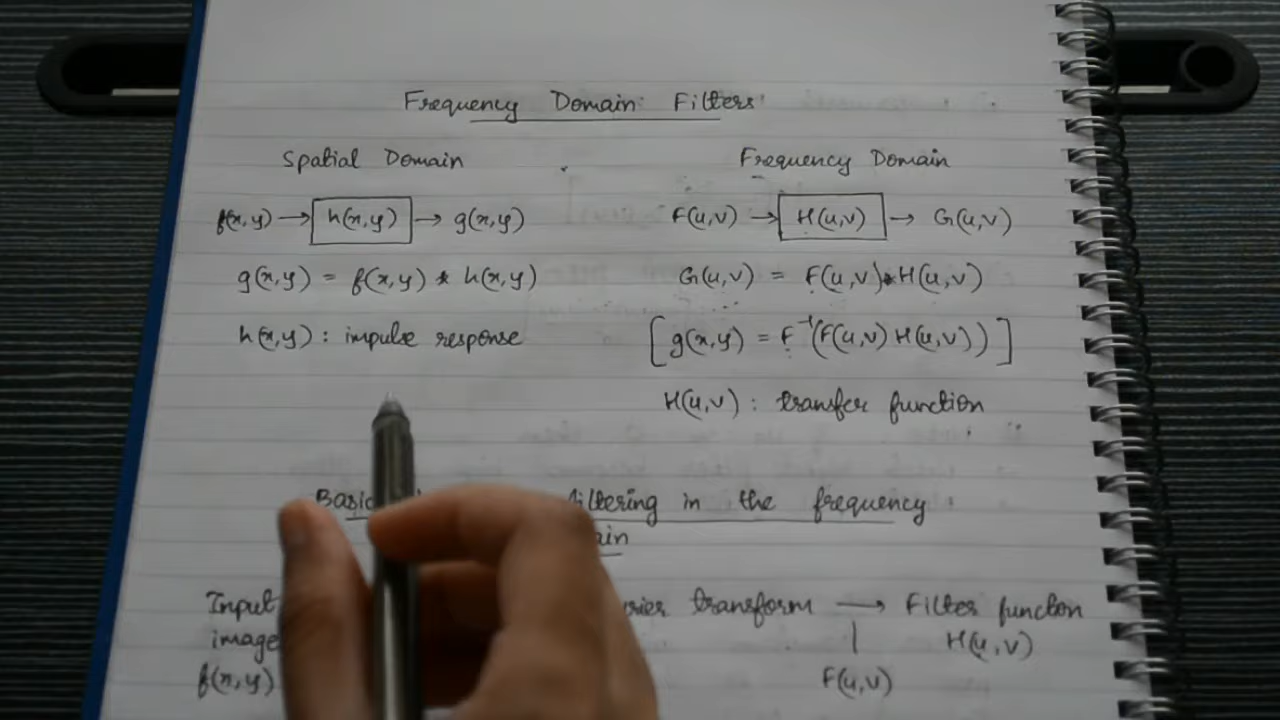 Frequency Domain Filters
Spatial Domain
f(x,y) → h(x,y) → g(x,y)
g(x,y) = f(x,y) * h(x,y)
h(x,y) : impulse response
Frequency Domain
F(u,v) → H(u,v) → G(u,v)
G(u,v) = F(u,v)*H(u,v)
[g(x,y) = F⁻¹(F(u,v) H(u,v))]
H(u,v) : transfer function
filtering in the frequency
Input transform → Filter function
image H(u,v)
f(x,y) F(u,v)